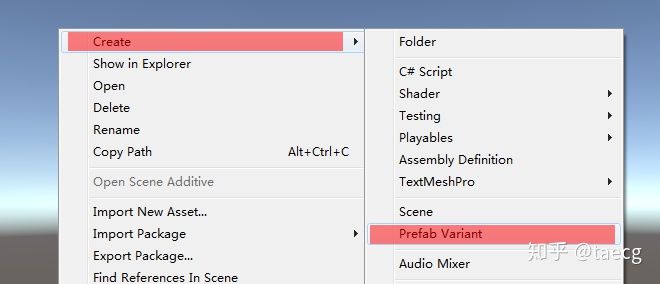 Create
Show in Explorer
Open
Delete
Rename
Copy Path Alt+Ctrl+C
Open Scene Additive
Import New Asset...
Import Package
Export Package...
Find References In Scene
Folder
C# Script
Shader
Testing
Playables
Assembly Definition
TextMeshPro
Scene
Prefab Variant
Audio Mixer
知乎 @taecg